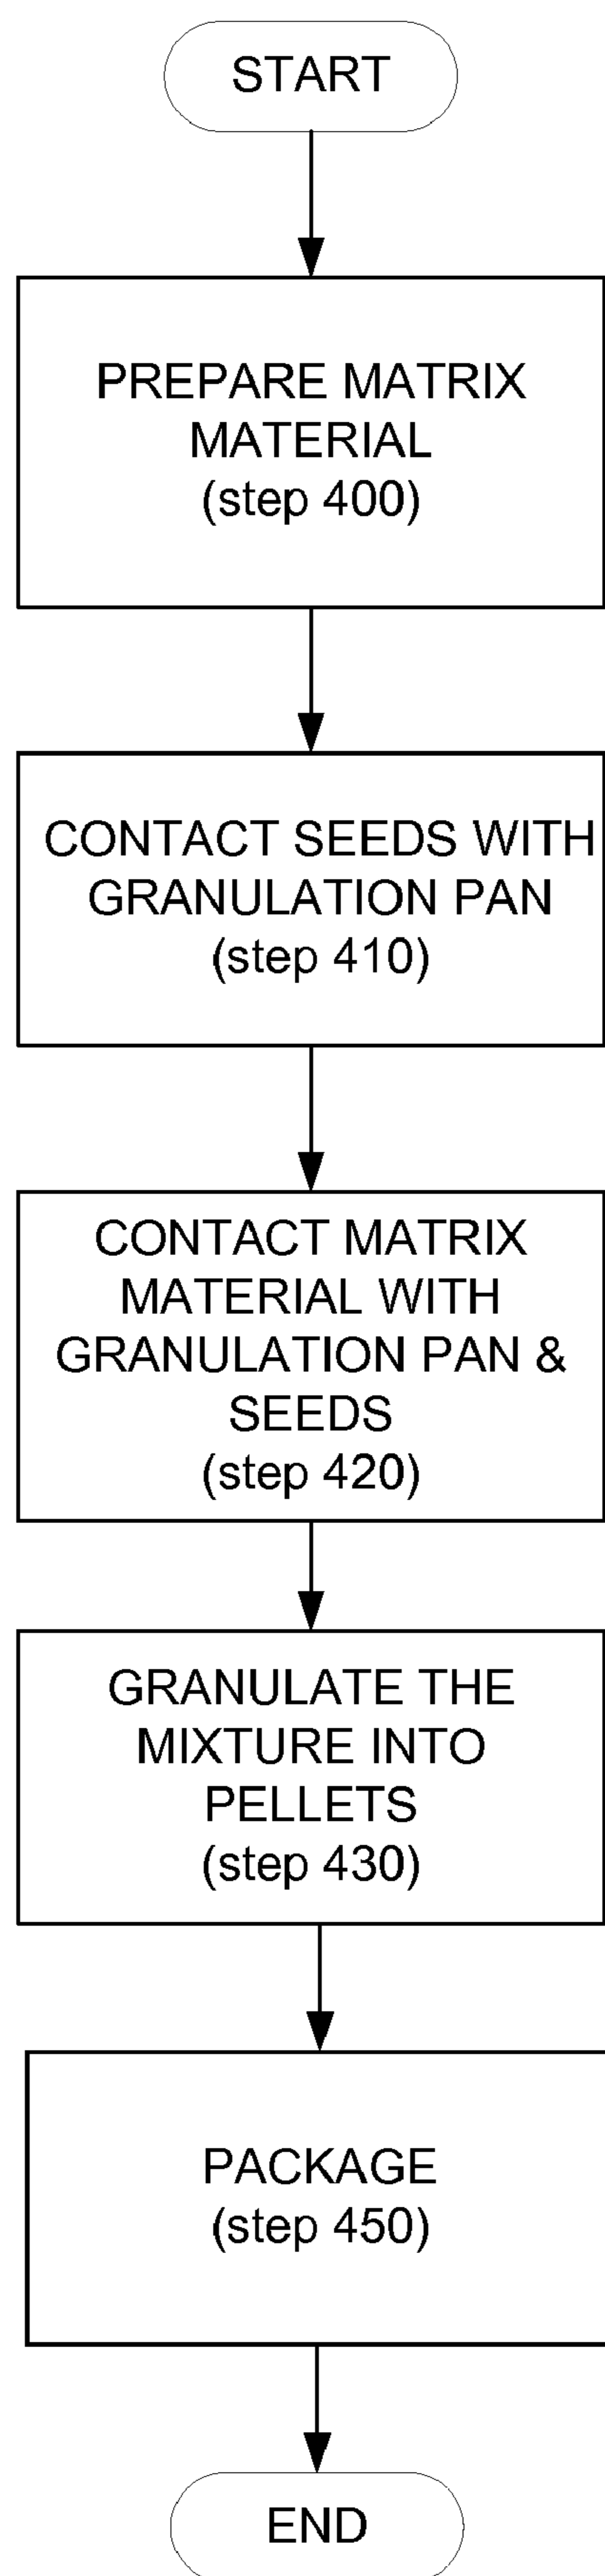 START
PREPARE MATRIX
MATERIAL
(step 400)
CONTACT SEEDS WITH
GRANULATION PAN
(step 410)
CONTACT MATRIX
MATERIAL WITH
GRANULATION PAN &
SEEDS
(step 420)
GRANULATE THE
MIXTURE INTO
PELLETS
(step 430)
PACKAGE
(step 450)
END